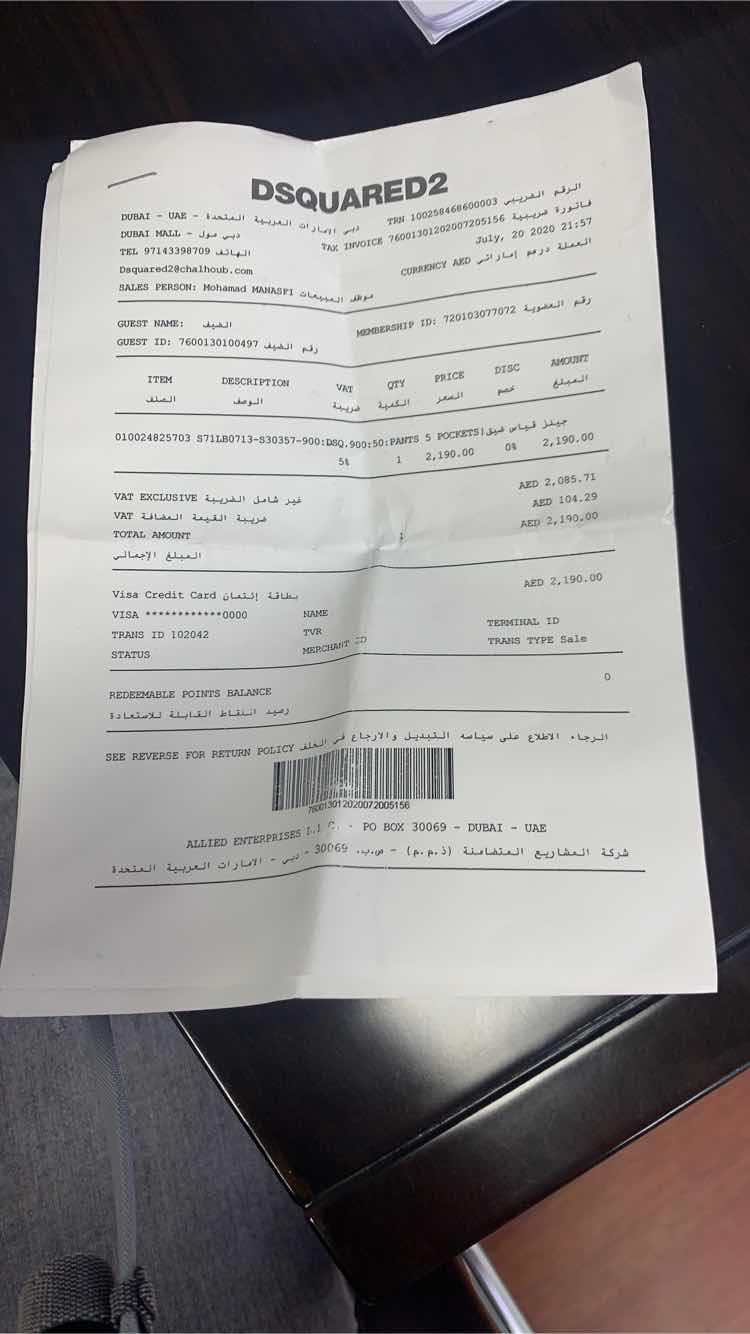 DSQUARED2
DUBAI - UAE - دبي الامارات العربية المتحدة
DUBAI MALL - دبي مول
TEL 97143398709 الهاتف
Dsquared2@chalhoub.com
SALES PERSON: Mohamad MANASFI موظف المبيعات
TRN 100258468600003 الرقم الضريبي
TAX INVOICE 76001301202007205156 فاتورة ضريبية
July, 20 2020 21:57
CURRENCY AED العملة درهم إماراتي
GUEST NAME: الضيف
GUEST ID: 7600130100497 رقم الضيف
MEMBERSHIP ID: 720103077072 رقم العضوية
ITEM DESCRIPTION VAT QTY PRICE DISC AMOUNT
الصنف الوصف ضريبة الكمية السعر خصم المبلغ
010024825703 S71LB0713-S30357-900:DSQ.900:50:PANTS 5 POCKETS|جينز قياس ضيق
5% 1 2,190.00 0% 2,190.00
VAT EXCLUSIVE غير شامل الضريبة AED 2,085.71
VAT ضريبة القيمة المضافة AED 104.29
TOTAL AMOUNT 1 AED 2,190.00
المبلغ الإجمالي
Visa Credit Card بطاقة إئتمان AED 2,190.00
VISA ************0000 NAME
TRANS ID 102042 TVR TERMINAL ID
STATUS MERCHANT ID TRANS TYPE Sale
REDEEMABLE POINTS BALANCE 0
رصيد النقاط القابلة للاستعادة
SEE REVERSE FOR RETURN POLICY الرجاء الاطلاع على سياسه التبديل والارجاع في الخلف
76001301202007205156
ALLIED ENTERPRISES L.L.C. - PO BOX 30069 - DUBAI - UAE
شركة المشاريع المتضامنة (ذ.م.م) - ص.ب. 30069 - دبي - الامارات العربية المتحدة